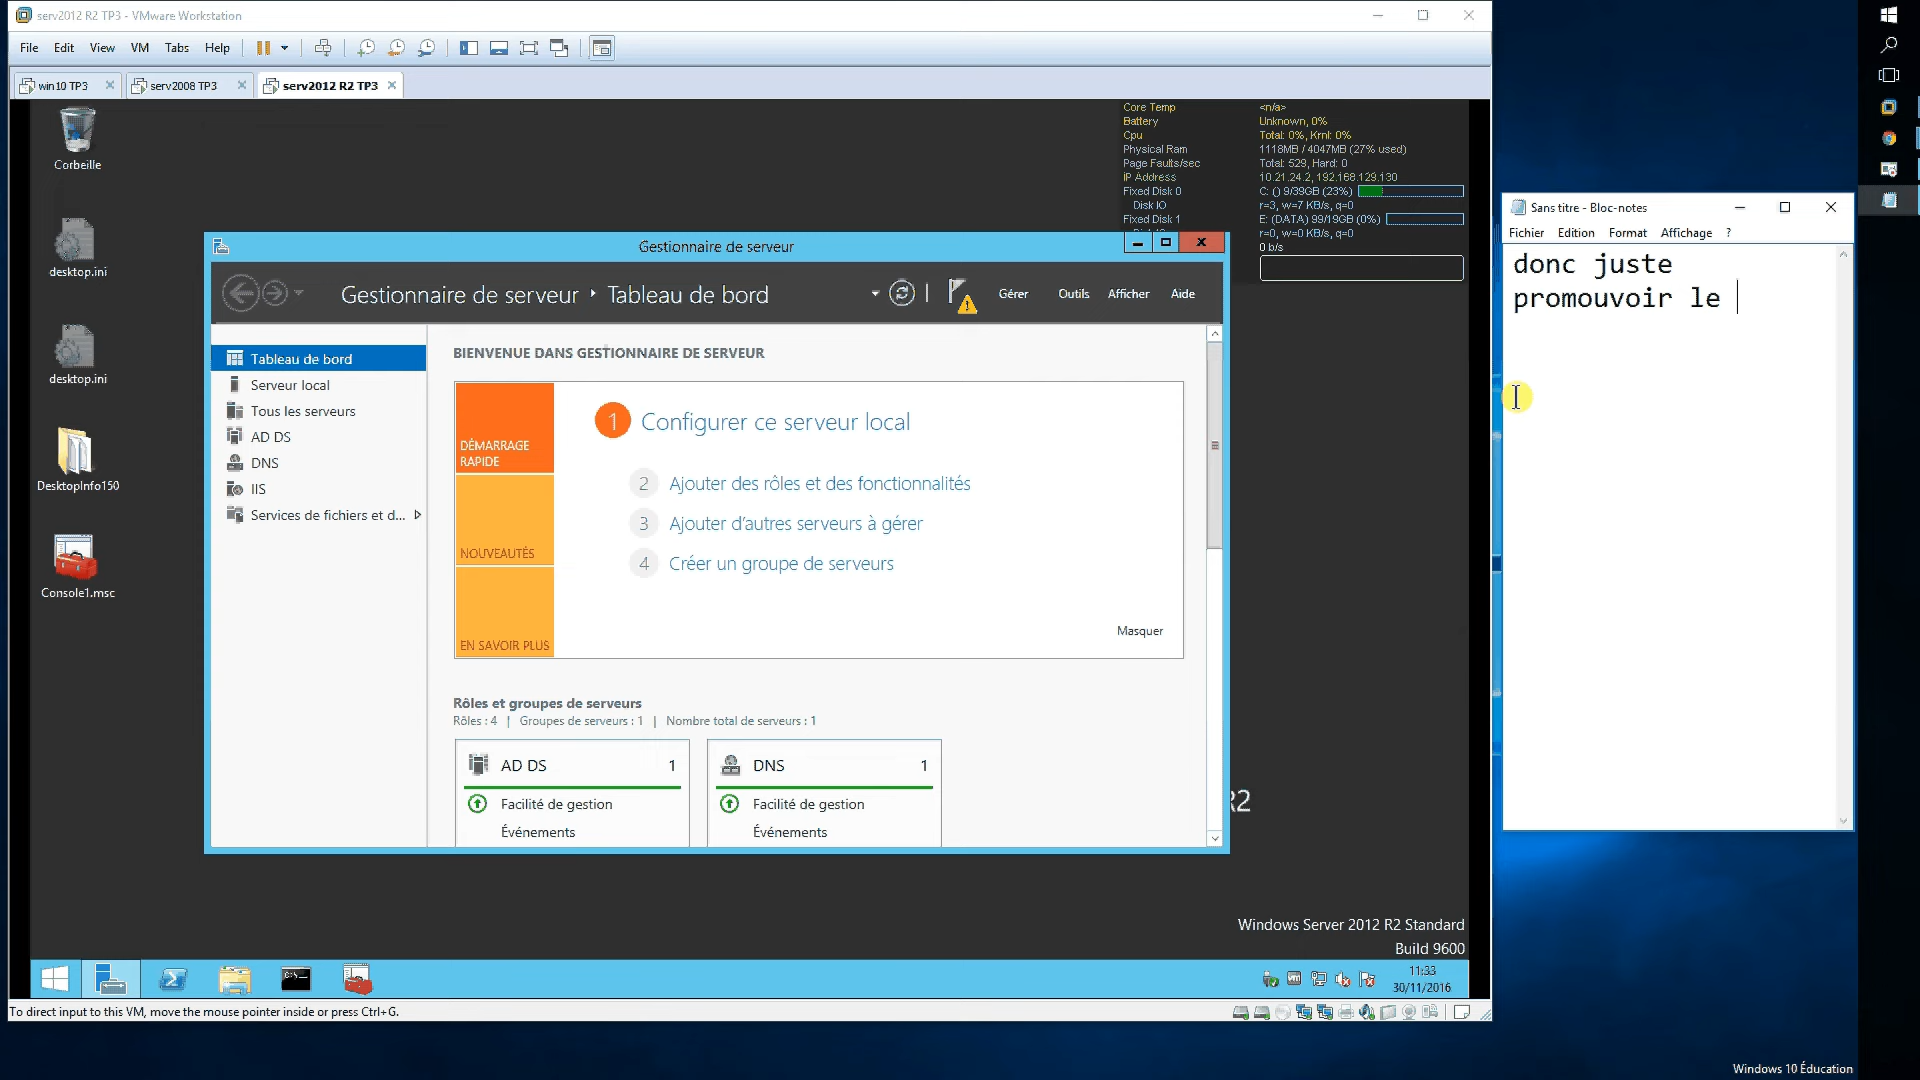 serv2012 R2 TP3 - VMware Workstation
File Edit View VM Tabs Help
win10 TP3
serv2008 TP3
serv2012 R2 TP3
Corbeille
desktop.ini
desktop.ini
DesktopInfo150
Console1.msc
Core Temp <n/a>
Battery Unknown, 0%
Cpu Total: 0%, Krnl: 0%
Physical Ram 1118MB / 4047MB (27% used)
Page Faults/sec Total: 529, Hard: 0
IP Address 10.21.24.2, 192.168.129.130
Fixed Disk 0 C: () 9/39GB (23%)
Disk IO r=3, w=7 KB/s, q=0
Fixed Disk 1 E: (DATA) 99/19GB (0%)
r=0, w=0 KB/s, q=0
0 b/s
Gestionnaire de serveur
Gestionnaire de serveur Tableau de bord
Gérer Outils Afficher Aide
Tableau de bord
Serveur local
Tous les serveurs
AD DS
DNS
IIS
Services de fichiers et d...
BIENVENUE DANS GESTIONNAIRE DE SERVEUR
DÉMARRAGE
RAPIDE
NOUVEAUTÉS
EN SAVOIR PLUS
1 Configurer ce serveur local
2 Ajouter des rôles et des fonctionnalités
3 Ajouter d'autres serveurs à gérer
4 Créer un groupe de serveurs
Masquer
Rôles et groupes de serveurs
Rôles : 4 | Groupes de serveurs : 1 | Nombre total de serveurs : 1
AD DS 1
Facilité de gestion
Événements
DNS 1
Facilité de gestion
Événements
R2
Windows Server 2012 R2 Standard
Build 9600
11:33
30/11/2016
To direct input to this VM, move the mouse pointer inside or press Ctrl+G.
Sans titre - Bloc-notes
Fichier Edition Format Affichage ?
donc juste
promouvoir le
Windows 10 Éducation